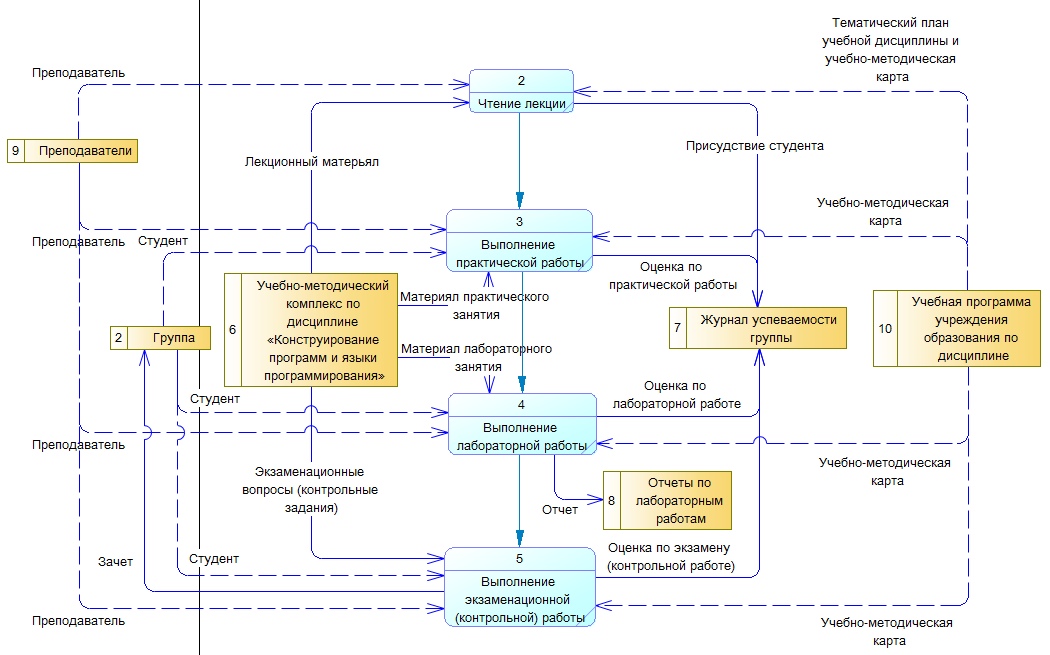 Тематический план
учебной дисциплины и
учебно-методическая
карта
Преподаватель
2
Чтение лекции
9
Преподаватели
Лекционный матерьял
Присудствие студента
Учебно-методическая
карта
3
Выполнение
практической работы
Преподаватель
Студент
Оценка по
практической работы
6
Учебно-методический
комплекс по
дисциплине
«Конструирование
программ и языки
программирования»
Материял практического
занятия
7
Журнал успеваемости
группы
10
Учебная программа
учреждения
образования по
дисциплине
2
Группа
Материал лабораторного
занятия
Студент
4
Выполнение
лабораторной работы
Оценка по
лабораторной работе
Преподаватель
Учебно-методическая
карта
Экзаменационные
вопросы (контрольные
задания)
8
Отчеты по
лабораторным
работам
Отчет
Зачет
Студент
5
Выполнение
экзаменационной
(контрольной) работы
Оценка по экзамену
(контрольной работе)
Преподаватель
Учебно-методическая
карта